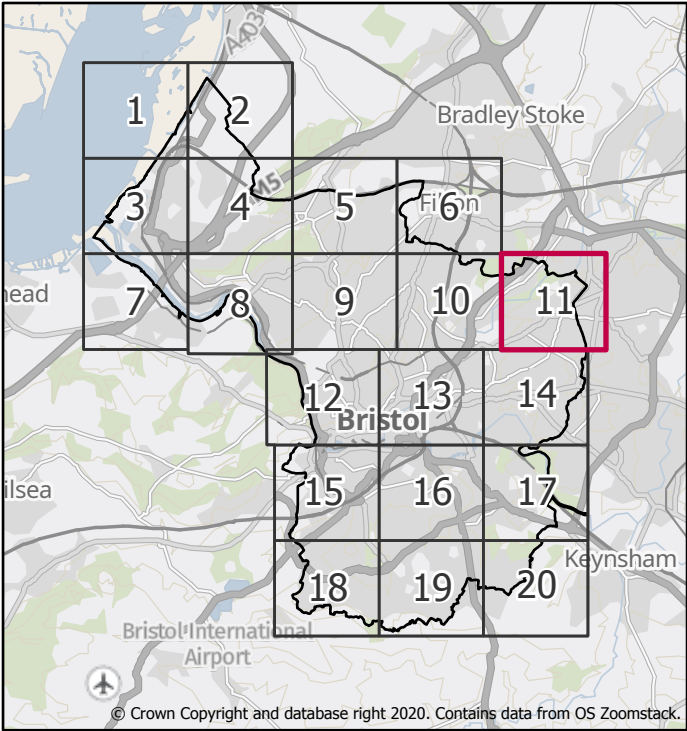 A403
1
2
Bradley Stoke
M5
3
4
5
6
Filton
head
7
8
9
10
11
12
13
14
Bristol
ilsea
15
16
17
Keynsham
18
19
20
Bristol International
Airport
© Crown Copyright and database right 2020. Contains data from OS Zoomstack.